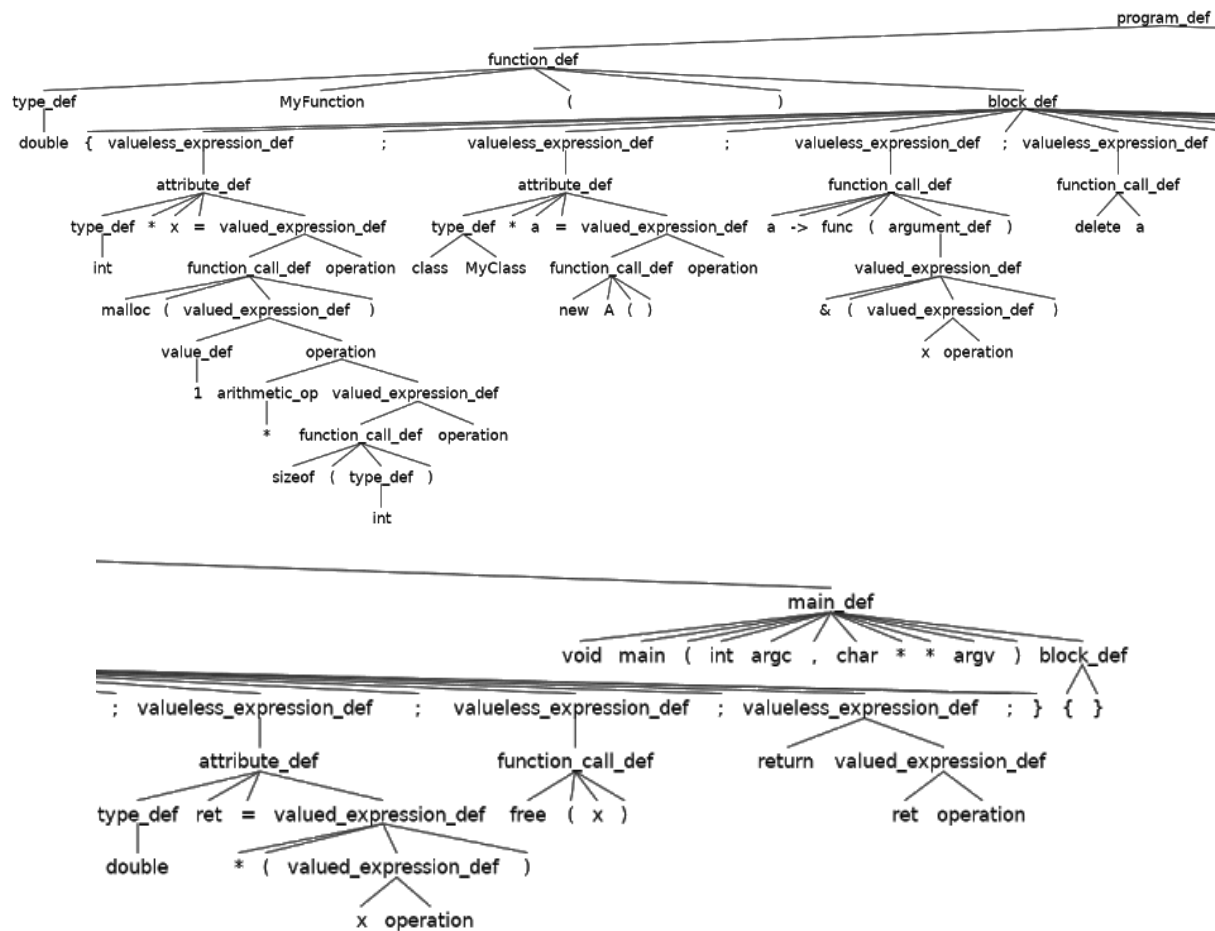 program_def
function_def
type_def MyFunction ( ) block_def
double { valueless_expression_def ; valueless_expression_def ; valueless_expression_def ; valueless_expression_def
attribute_def attribute_def function_call_def function_call_def
type_def * x = valued_expression_def type_def * a = valued_expression_def a -> func ( argument_def ) delete a
int function_call_def operation class MyClass function_call_def operation valued_expression_def
malloc ( valued_expression_def ) new A ( ) & ( valued_expression_def )
value_def operation x operation
1 arithmetic_op valued_expression_def
* function_call_def operation
sizeof ( type_def )
int
main_def
void main ( int argc , char * * argv ) block_def
; valueless_expression_def ; valueless_expression_def ; valueless_expression_def ; } { }
attribute_def function_call_def return valued_expression_def
type_def ret = valued_expression_def free ( x ) ret operation
double * ( valued_expression_def )
x operation